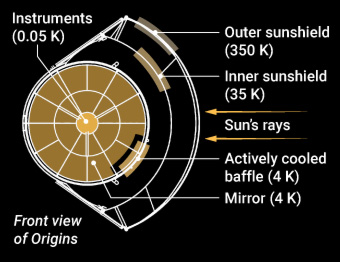 Instruments
(0.05 K)
Outer sunshield
(350 K)
Inner sunshield
(35 K)
Sun's rays
Actively cooled
baffle (4 K)
Mirror (4 K)
Front view
of Origins